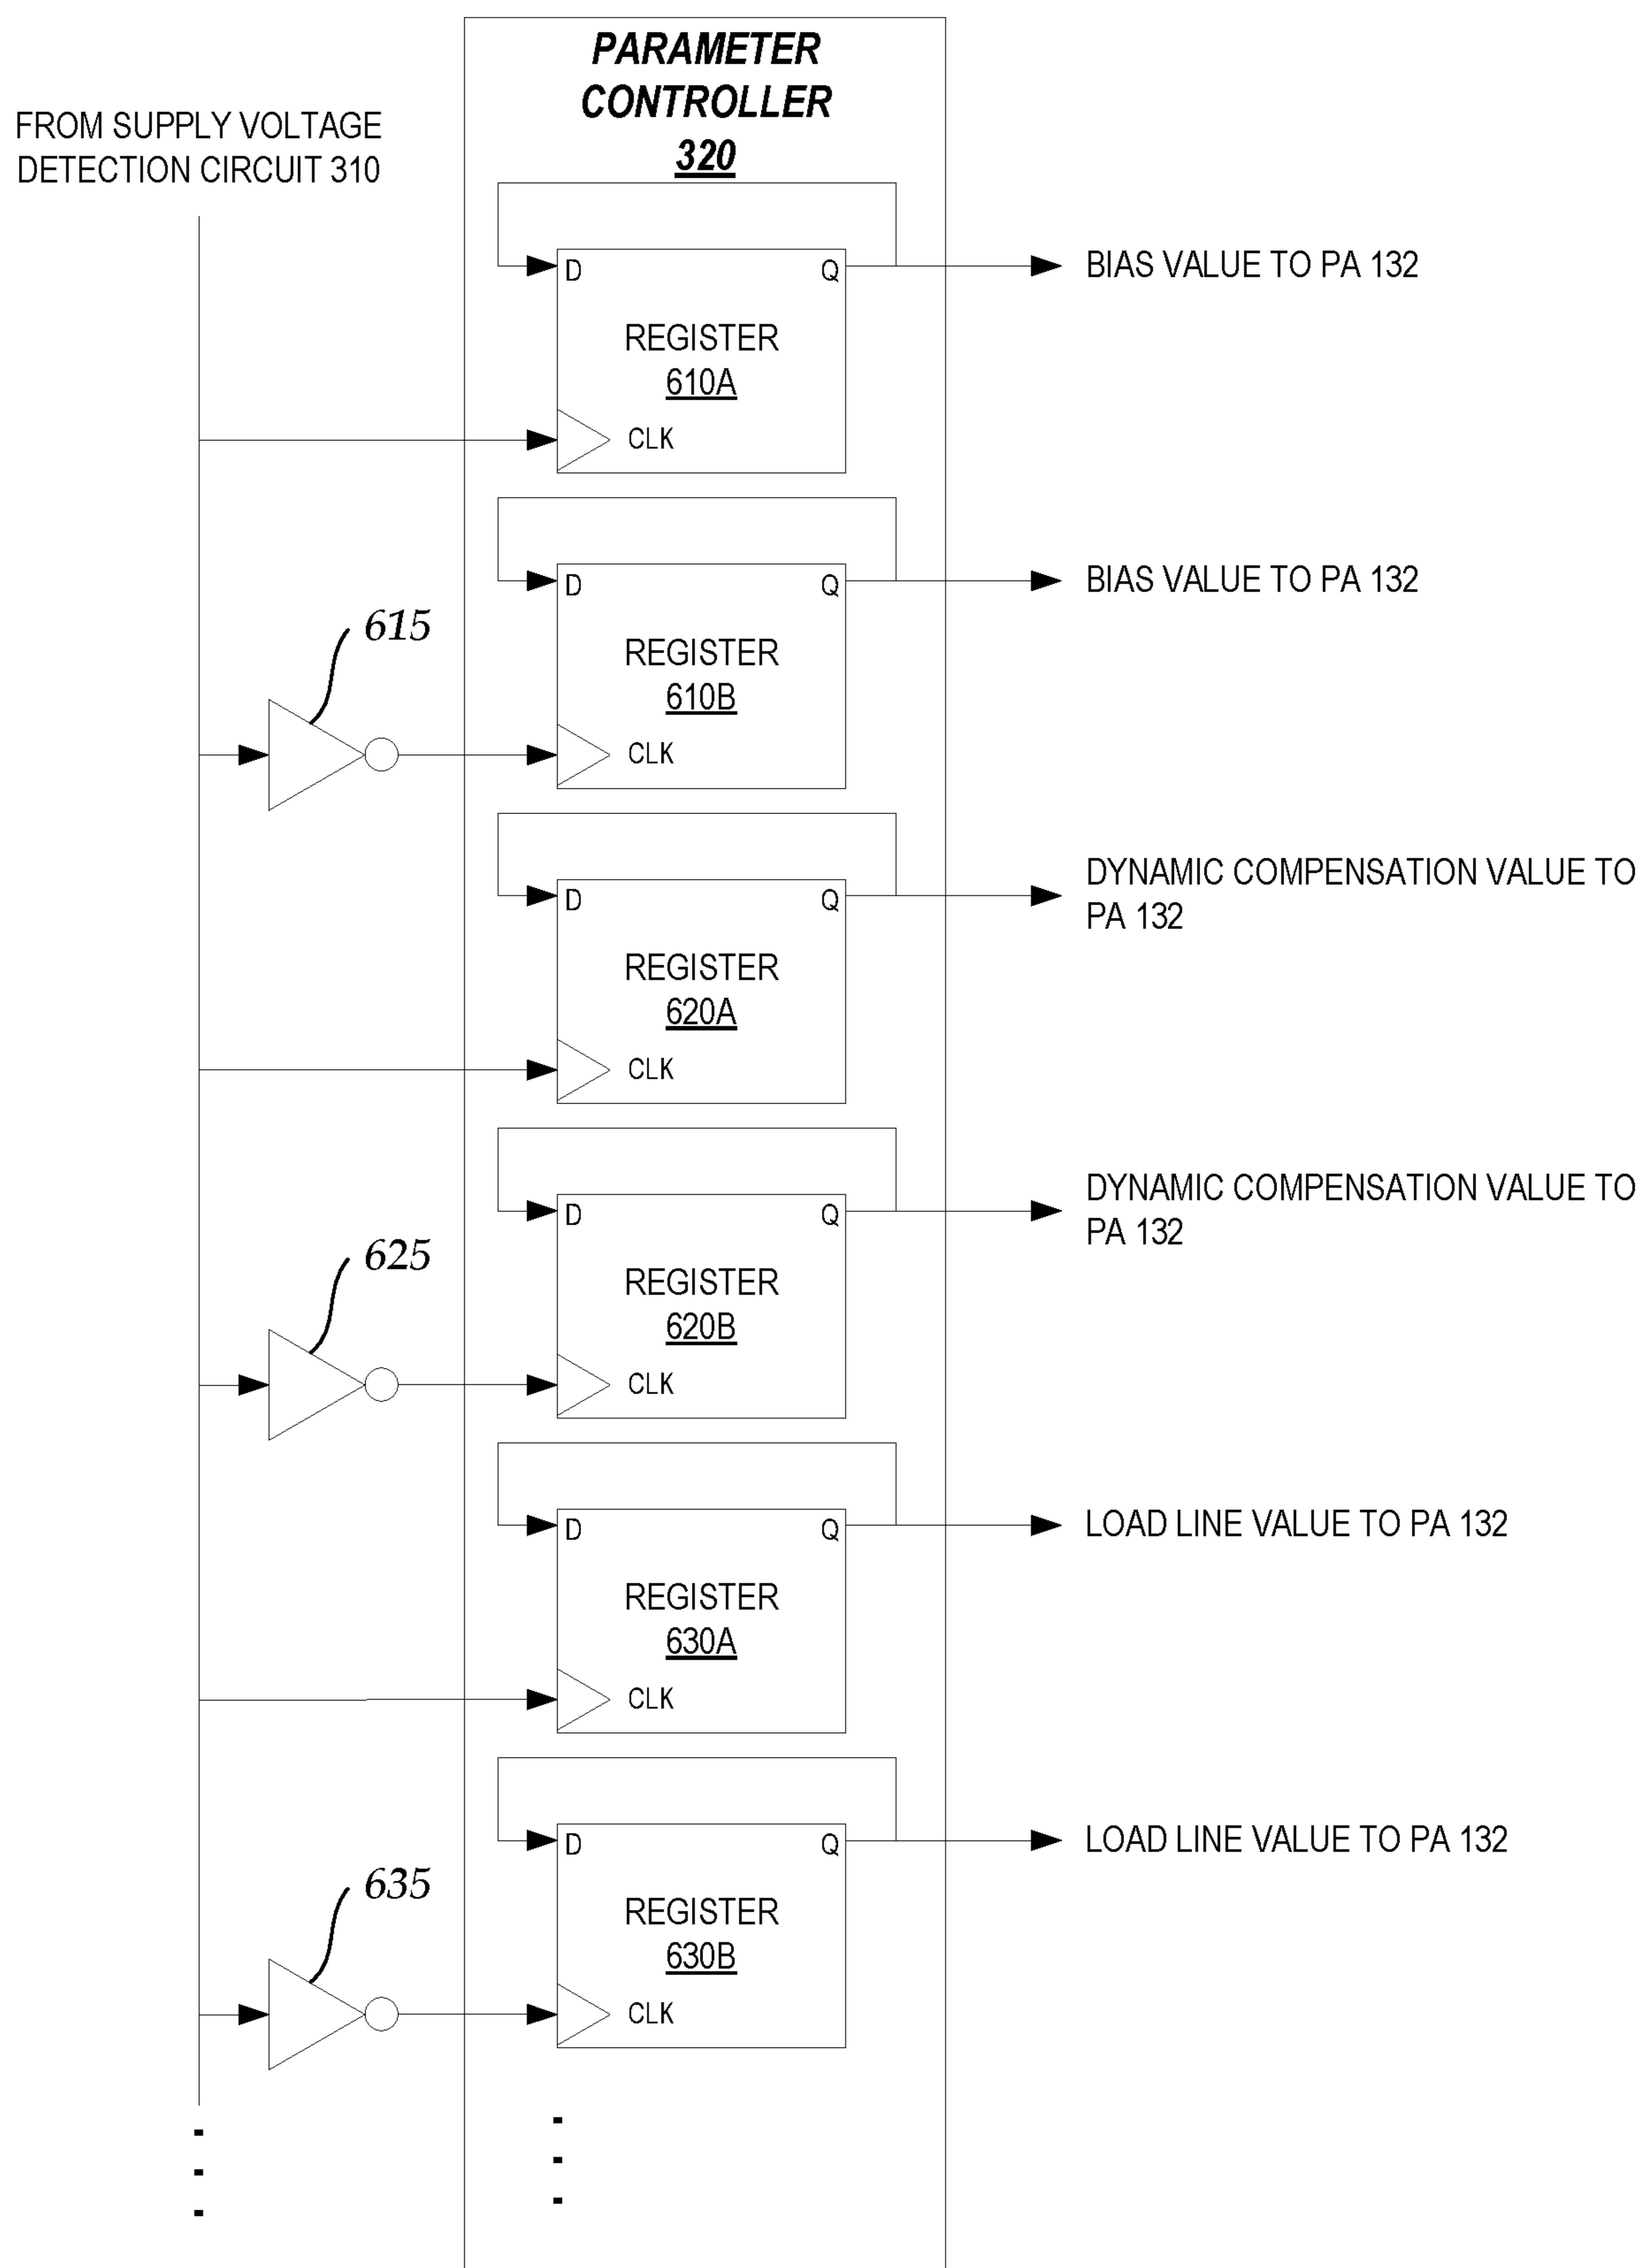 PARAMETER
CONTROLLER
320
FROM SUPPLY VOLTAGE
DETECTION CIRCUIT 310
D
Q
BIAS VALUE TO PA 132
REGISTER
610A
CLK
D
Q
BIAS VALUE TO PA 132
615
REGISTER
610B
CLK
D
Q
DYNAMIC COMPENSATION VALUE TO
PA 132
REGISTER
620A
CLK
D
Q
DYNAMIC COMPENSATION VALUE TO
PA 132
625
REGISTER
620B
CLK
D
Q
LOAD LINE VALUE TO PA 132
REGISTER
630A
CLK
D
Q
LOAD LINE VALUE TO PA 132
635
REGISTER
630B
CLK